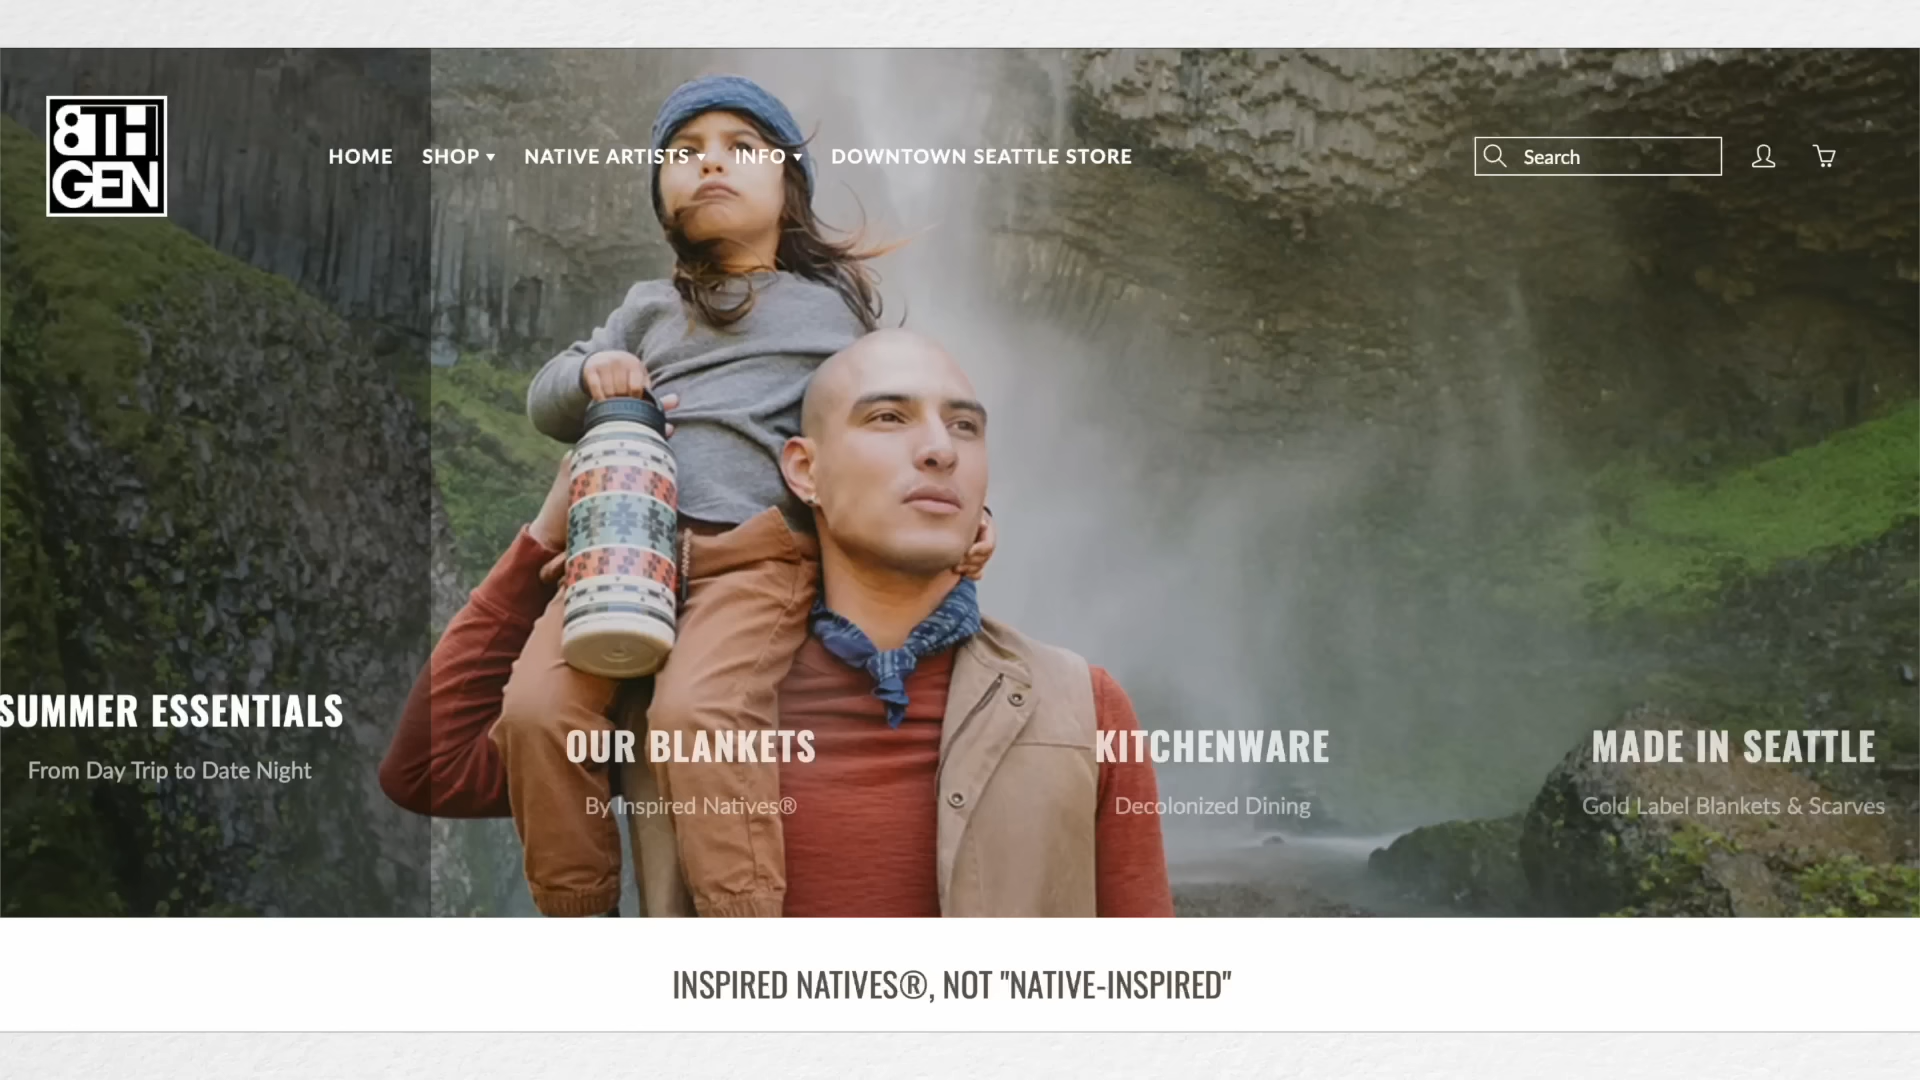 8TH
GEN
HOME
SHOP
NATIVE ARTISTS
INFO
DOWNTOWN SEATTLE STORE
Search
SUMMER ESSENTIALS
From Day Trip to Date Night
OUR BLANKETS
By Inspired Natives®
KITCHENWARE
Decolonized Dining
MADE IN SEATTLE
Gold Label Blankets & Scarves
INSPIRED NATIVES®, NOT "NATIVE-INSPIRED"